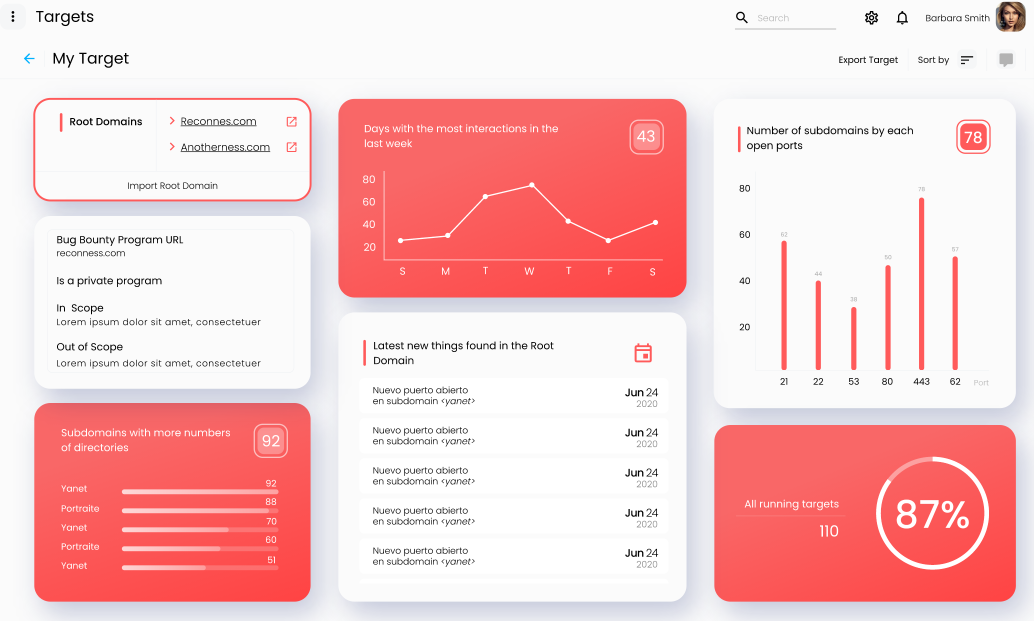 Targets
Search
Barbara Smith
My Target
Export Target
Sort by
Root Domains
Reconnes.com
Anotherness.com
Import Root Domain
Bug Bounty Program URL
reconness.com
Is a private program
In Scope
Lorem ipsum dolor sit amet, consectetuer
Out of Scope
Lorem ipsum dolor sit amet, consectetuer
Subdomains with more numbers
of directories
92
Yanet
92
Portraite
88
Yanet
70
Portraite
60
Yanet
51
Days with the most interactions in the
last week
43
80
60
40
20
S M T W T F S
Latest new things found in the Root
Domain
Nuevo puerto abierto
en subdomain <yanet>
Jun 24
2020
Nuevo puerto abierto
en subdomain <yanet>
Jun 24
2020
Nuevo puerto abierto
en subdomain <yanet>
Jun 24
2020
Nuevo puerto abierto
en subdomain <yanet>
Jun 24
2020
Nuevo puerto abierto
en subdomain <yanet>
Jun 24
2020
Number of subdomains by each
open ports
78
80
60
40
20
62 44 38 50 78 57
21 22 53 80 443 62 Port
All running targets
110
87%